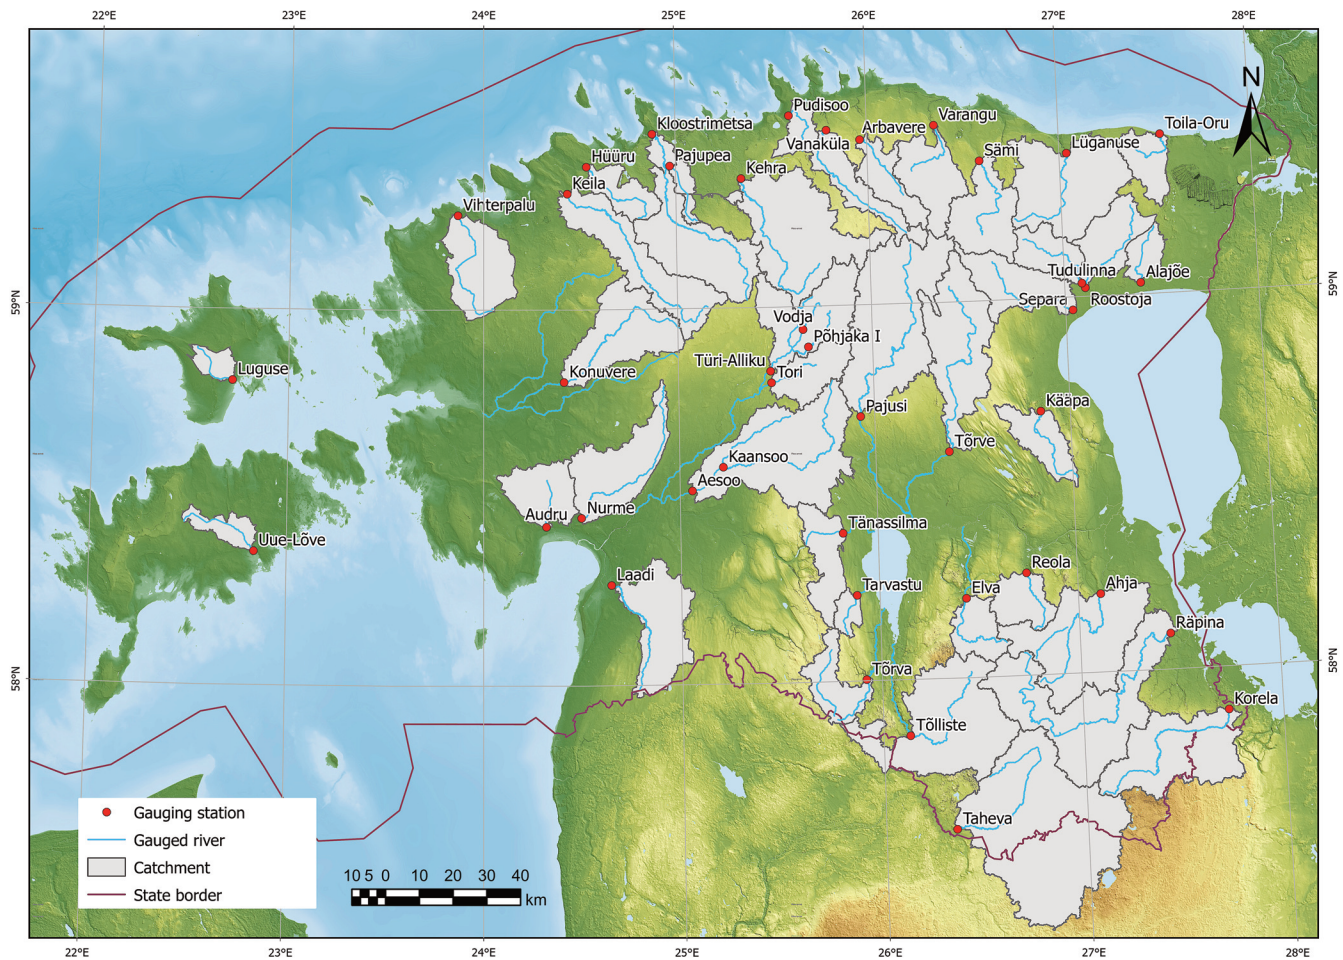 22°E 23°E 24°E 25°E 26°E 27°E 28°E
N
Pudisoo
Varangu
Kloostrimetsa
Arbavere
Toila-Oru
Vanaküla
Sämi
Lüganuse
Hüüru
Pajupea
Kehra
Keila
Vihterpalu
59°N
Tudulinna
Alajõe
59°N
Separa
Roostoja
Vodja
Põhjaka I
Türi-Alliku
Luguse
Konuvere
Tori
Kääpa
Pajusi
Tõrve
Kaansoo
Aesoo
Audru
Nurme
Tänassilma
Uue-Lõve
Reola
Laadi
Tarvastu
Elva
Ahja
Räpina
58°N
Tõrva
58°N
Korela
Tõlliste
Taheva
Gauging station
Gauged river
Catchment
State border
10 5 0 10 20 30 40
km
22°E 23°E 24°E 25°E 26°E 27°E 28°E